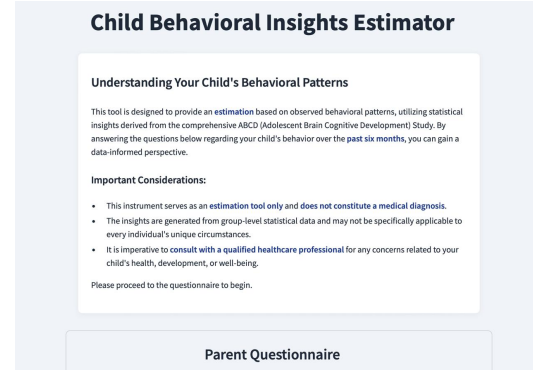 Child Behavioral Insights Estimator
Understanding Your Child's Behavioral Patterns
This tool is designed to provide an estimation based on observed behavioral patterns, utilizing statistical
insights derived from the comprehensive ABCD (Adolescent Brain Cognitive Development) Study. By
answering the questions below regarding your child's behavior over the past six months, you can gain a
data-informed perspective.
Important Considerations:
• This instrument serves as an estimation tool only and does not constitute a medical diagnosis.
• The insights are generated from group-level statistical data and may not be specifically applicable to
every individual's unique circumstances.
• It is imperative to consult with a qualified healthcare professional for any concerns related to your
child's health, development, or well-being.
Please proceed to the questionnaire to begin.
Parent Questionnaire